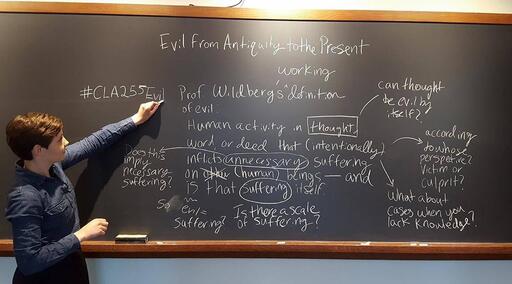 Evil from Antiquity to the Present
#CLA255Evil
Prof Wildberg's working definition
of evil.
Human activity in thought,
word or deed that (intentionally)
inflicts (unnecessary) suffering
on other (human) beings — and
is that suffering itself.
can thought
be evil by
itself?
according
to whose
perspective?
Victim or
culprit?
Does this
imply
necessary
suffering?
So
evil =
suffering?
Is there a scale
of suffering?
What about
cases when you
lack knowledge?